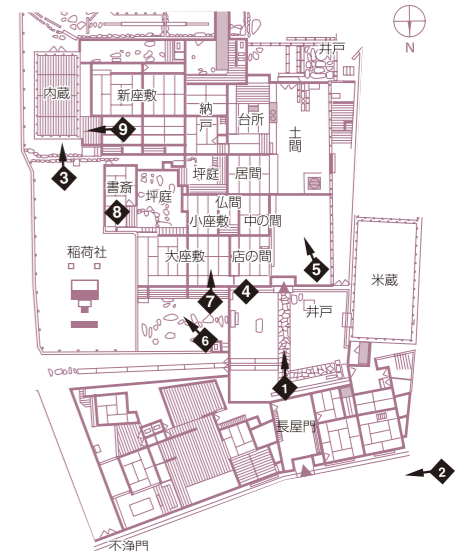 N
井戸
内蔵
新座敷
納戸
台所
土間
9
3
坪庭
居間
書斎
坪庭
仏間
8
小座敷
中の間
稲荷社
大座敷
店の間
5
米蔵
7
4
井戸
6
1
長屋門
2
不浄門